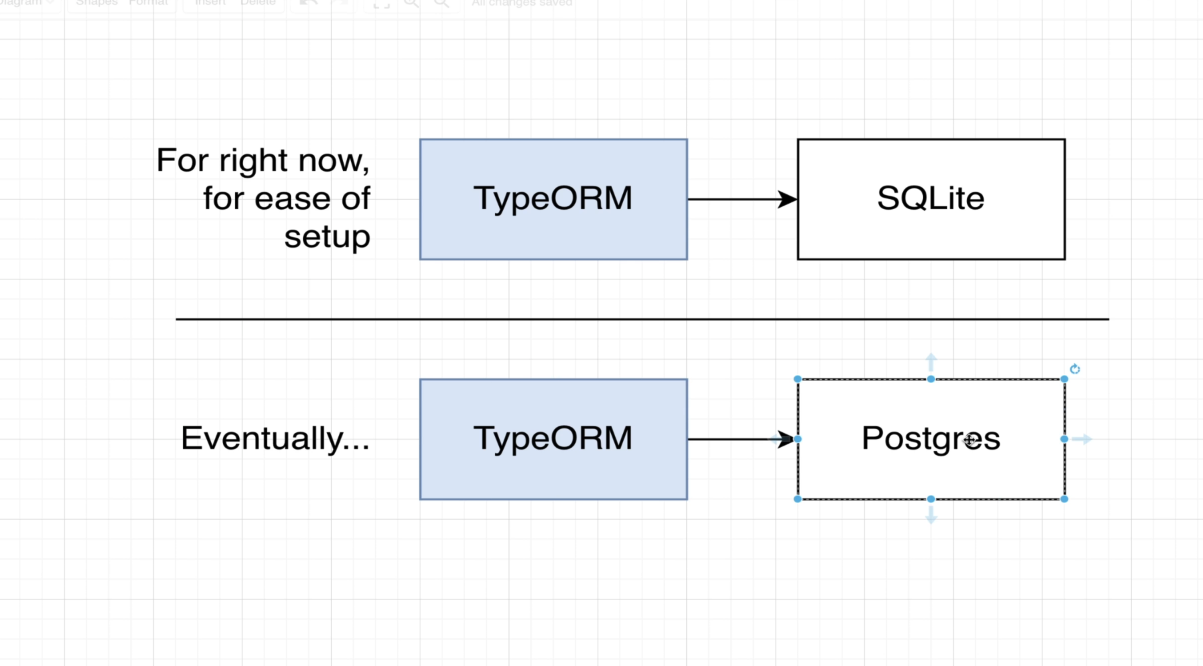 Shapes Format Insert Delete All changes saved
For right now,
for ease of
setup
TypeORM
SQLite
Eventually...
TypeORM
Postgres